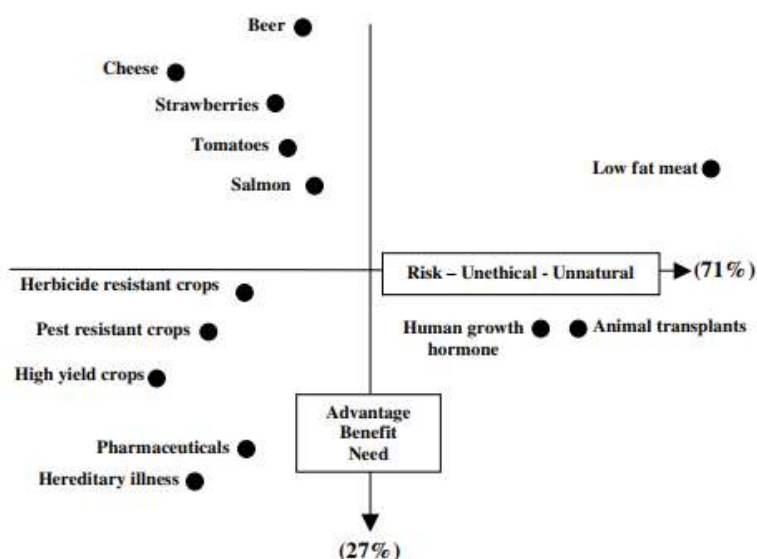 Beer
Cheese
Strawberries
Tomatoes
Low fat meat
Salmon
Risk – Unethical - Unnatural
(71%)
Herbicide resistant crops
Pest resistant crops
Human growth
hormone
Animal transplants
High yield crops
Advantage
Benefit
Need
Pharmaceuticals
Hereditary illness
(27%)